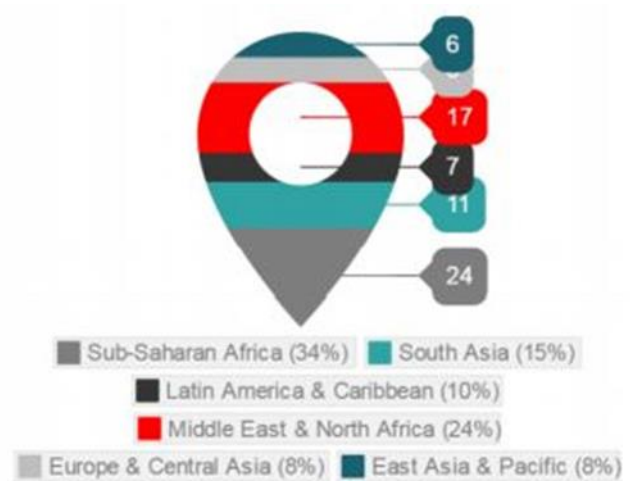 6
17
7
11
24
Sub-Saharan Africa (34%) South Asia (15%)
Latin America & Caribbean (10%)
Middle East & North Africa (24%)
Europe & Central Asia (8%) East Asia & Pacific (8%)